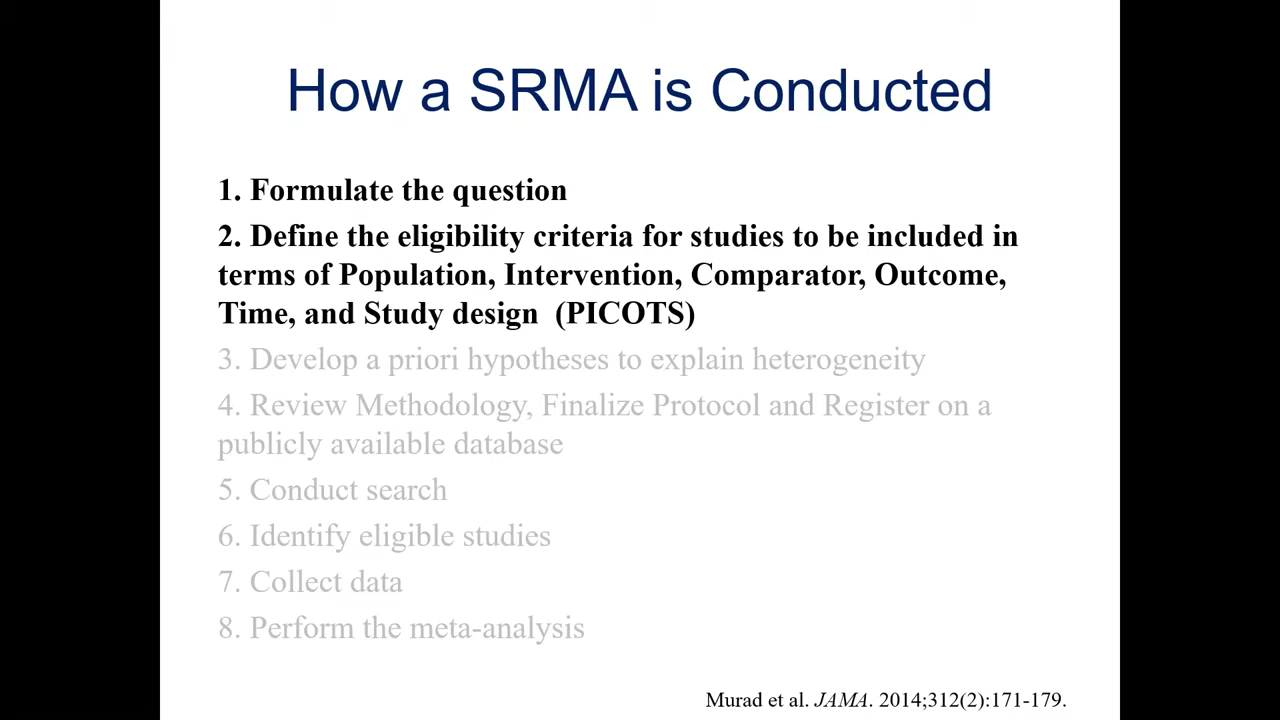 How a SRMA is Conducted
1. Formulate the question
2. Define the eligibility criteria for studies to be included in
terms of Population, Intervention, Comparator, Outcome,
Time, and Study design  (PICOTS)
3. Develop a priori hypotheses to explain heterogeneity
4. Review Methodology, Finalize Protocol and Register on a
publicly available database
5. Conduct search
6. Identify eligible studies
7. Collect data
8. Perform the meta-analysis
Murad et al. JAMA. 2014;312(2):171-179.